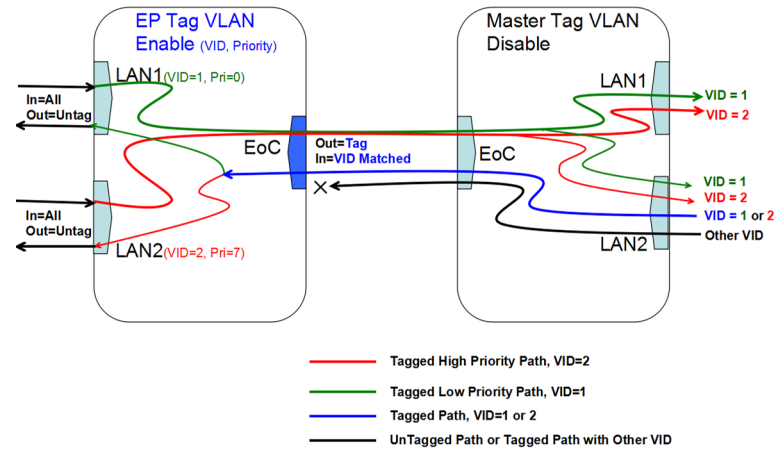 EP Tag VLAN
Enable (VID, Priority)
Master Tag VLAN
Disable
LAN1(VID=1, Pri=0)
In=All
Out=Untag
EoC
Out=Tag
In=VID Matched
EoC
LAN1
VID = 1
VID = 2
In=All
Out=Untag
LAN2(VID=2, Pri=7)
VID = 1
VID = 2
VID = 1 or 2
LAN2
Other VID
Tagged High Priority Path, VID=2
Tagged Low Priority Path, VID=1
Tagged Path, VID=1 or 2
UnTagged Path or Tagged Path with Other VID